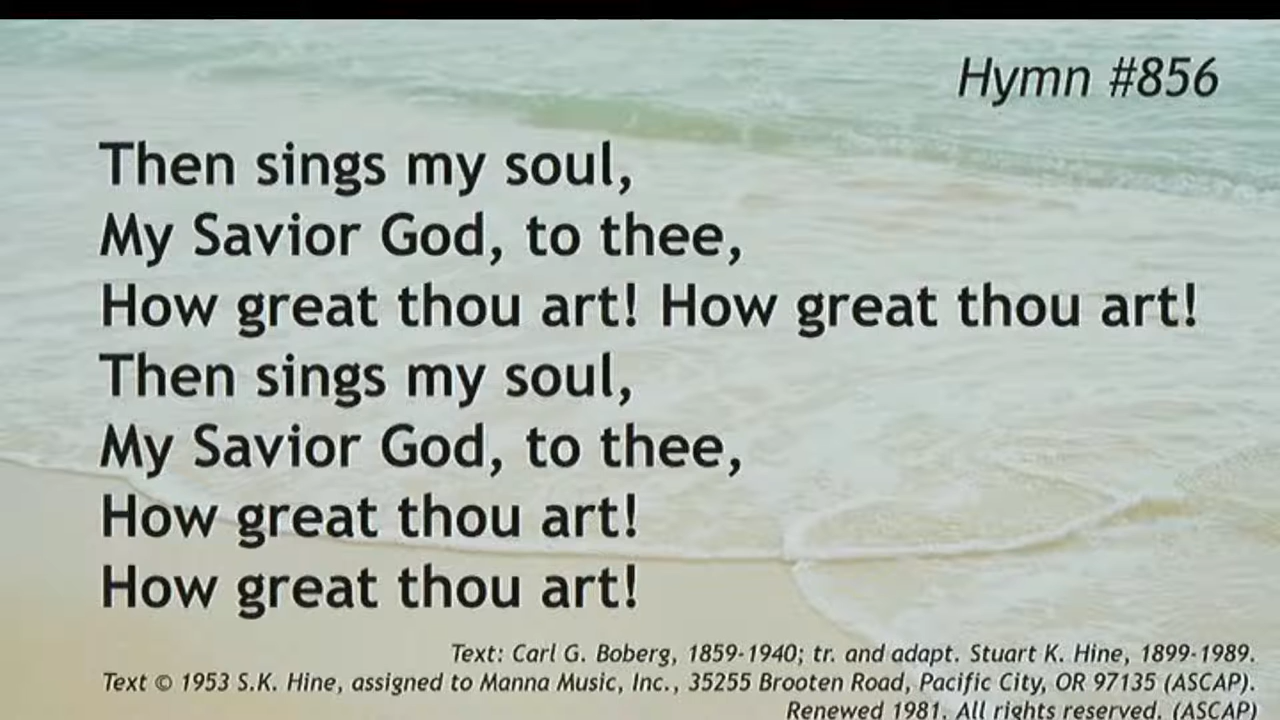 Hymn #856
Then sings my soul,
My Savior God, to thee,
How great thou art! How great thou art!
Then sings my soul,
My Savior God, to thee,
How great thou art!
How great thou art!
Text: Carl G. Boberg, 1859-1940; tr. and adapt. Stuart K. Hine, 1899-1989.
Text © 1953 S.K. Hine, assigned to Manna Music, Inc., 35255 Brooten Road, Pacific City, OR 97135 (ASCAP).
Renewed 1981. All rights reserved. (ASCAP)